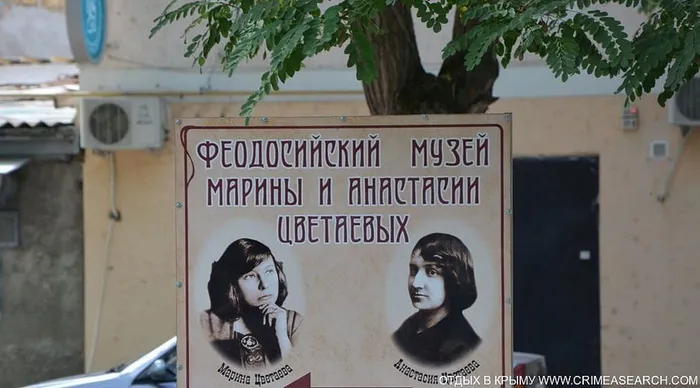 ФЕОДОСИЙСКИЙ МУЗЕЙ
МАРИНЫ И АНАСТАСИИ
ЦВЕТАЕВЫХ
Марина Цветаева
Анастасия Цветаева
ОТДЫХ В КРЫМУ WWW.CRIMEASEARCH.COM